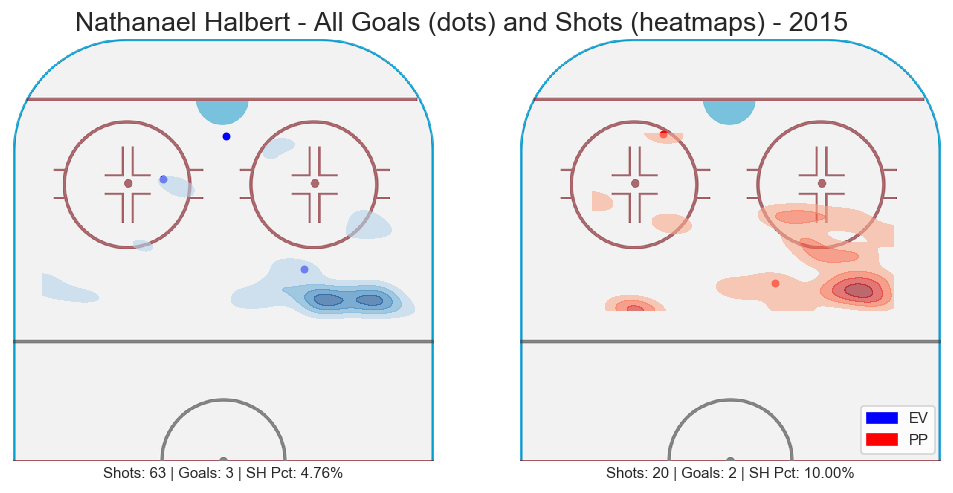 Nathanael Halbert - All Goals (dots) and Shots (heatmaps) - 2015
EV
PP
Shots: 63 | Goals: 3 | SH Pct: 4.76%
Shots: 20 | Goals: 2 | SH Pct: 10.00%